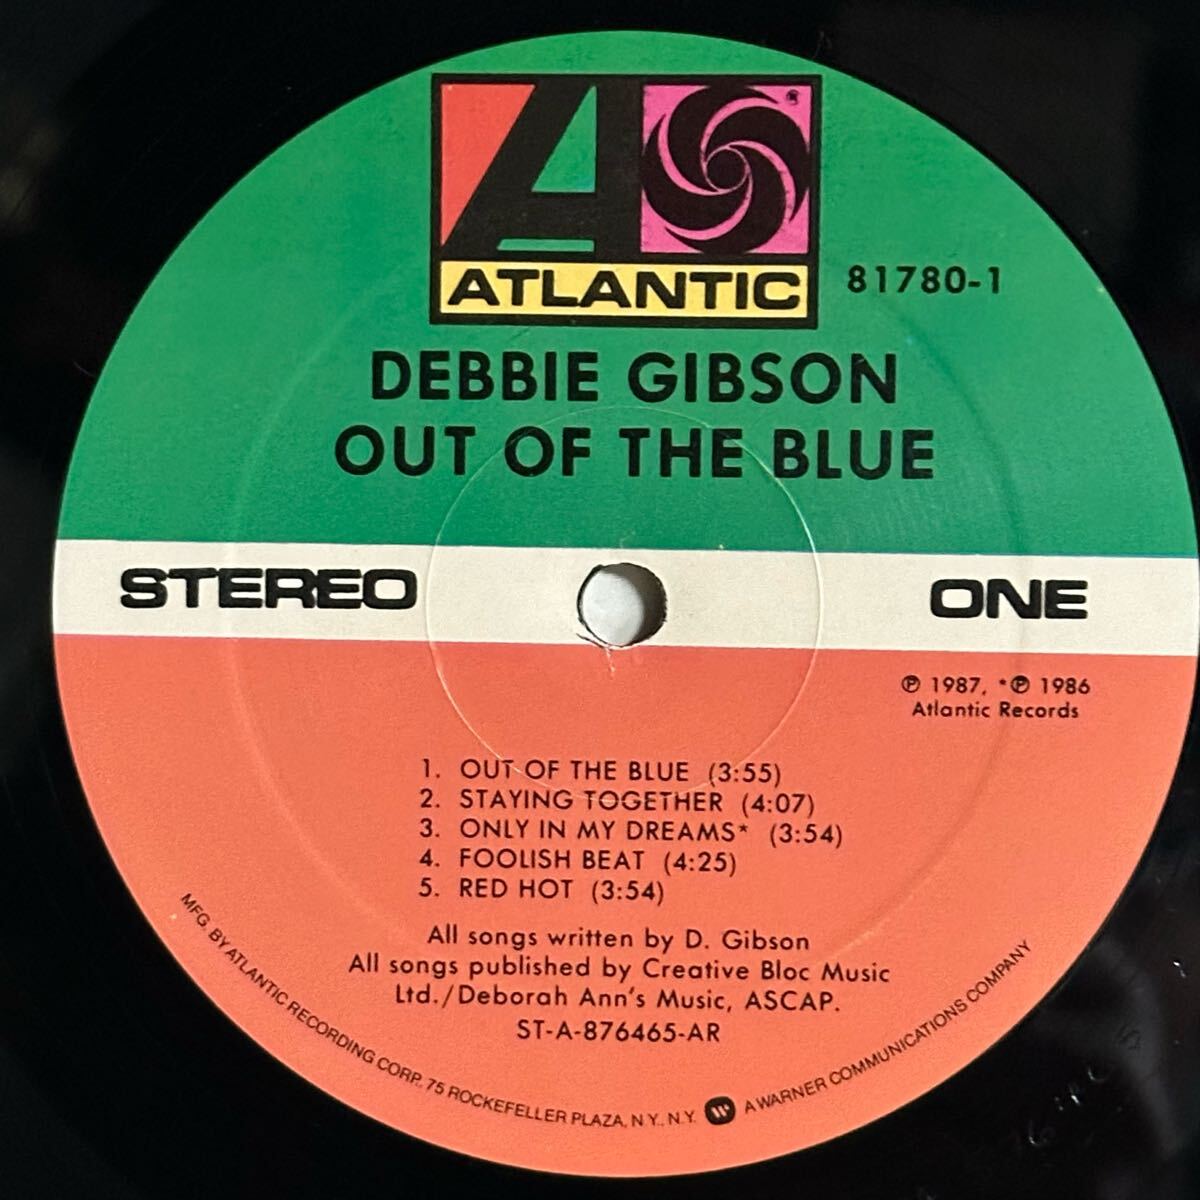 ATLANTIC
81780-1
DEBBIE GIBSON
OUT OF THE BLUE
STEREO
ONE
℗ 1987, *℗ 1986
Atlantic Records
1. OUT OF THE BLUE (3:55)
2. STAYING TOGETHER (4:07)
3. ONLY IN MY DREAMS* (3:54)
4. FOOLISH BEAT (4:25)
5. RED HOT (3:54)
All songs written by D. Gibson
All songs published by Creative Bloc Music
Ltd./Deborah Ann's Music, ASCAP.
ST-A-876465-AR
MFG. BY ATLANTIC RECORDING CORP., 75 ROCKEFELLER PLAZA, N.Y., N.Y. A WARNER COMMUNICATIONS COMPANY